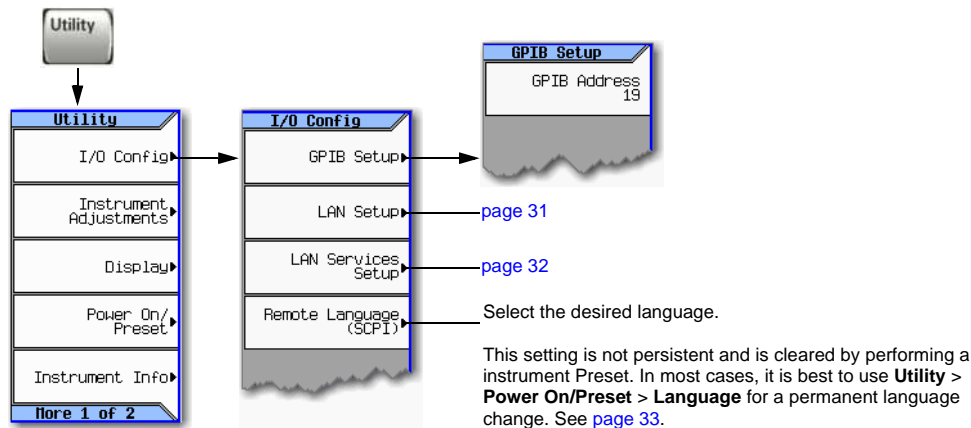 Utility
Utility
I/O Config
Instrument
Adjustments
Display
Power On/
Preset
Instrument Info
More 1 of 2
I/O Config
GPIB Setup
LAN Setup
LAN Services
Setup
Remote Language
(SCPI)
GPIB Setup
GPIB Address
19
page 31
page 32
Select the desired language.
This setting is not persistent and is cleared by performing a
instrument Preset. In most cases, it is best to use Utility >
Power On/Preset > Language for a permanent language
change. See page 33.